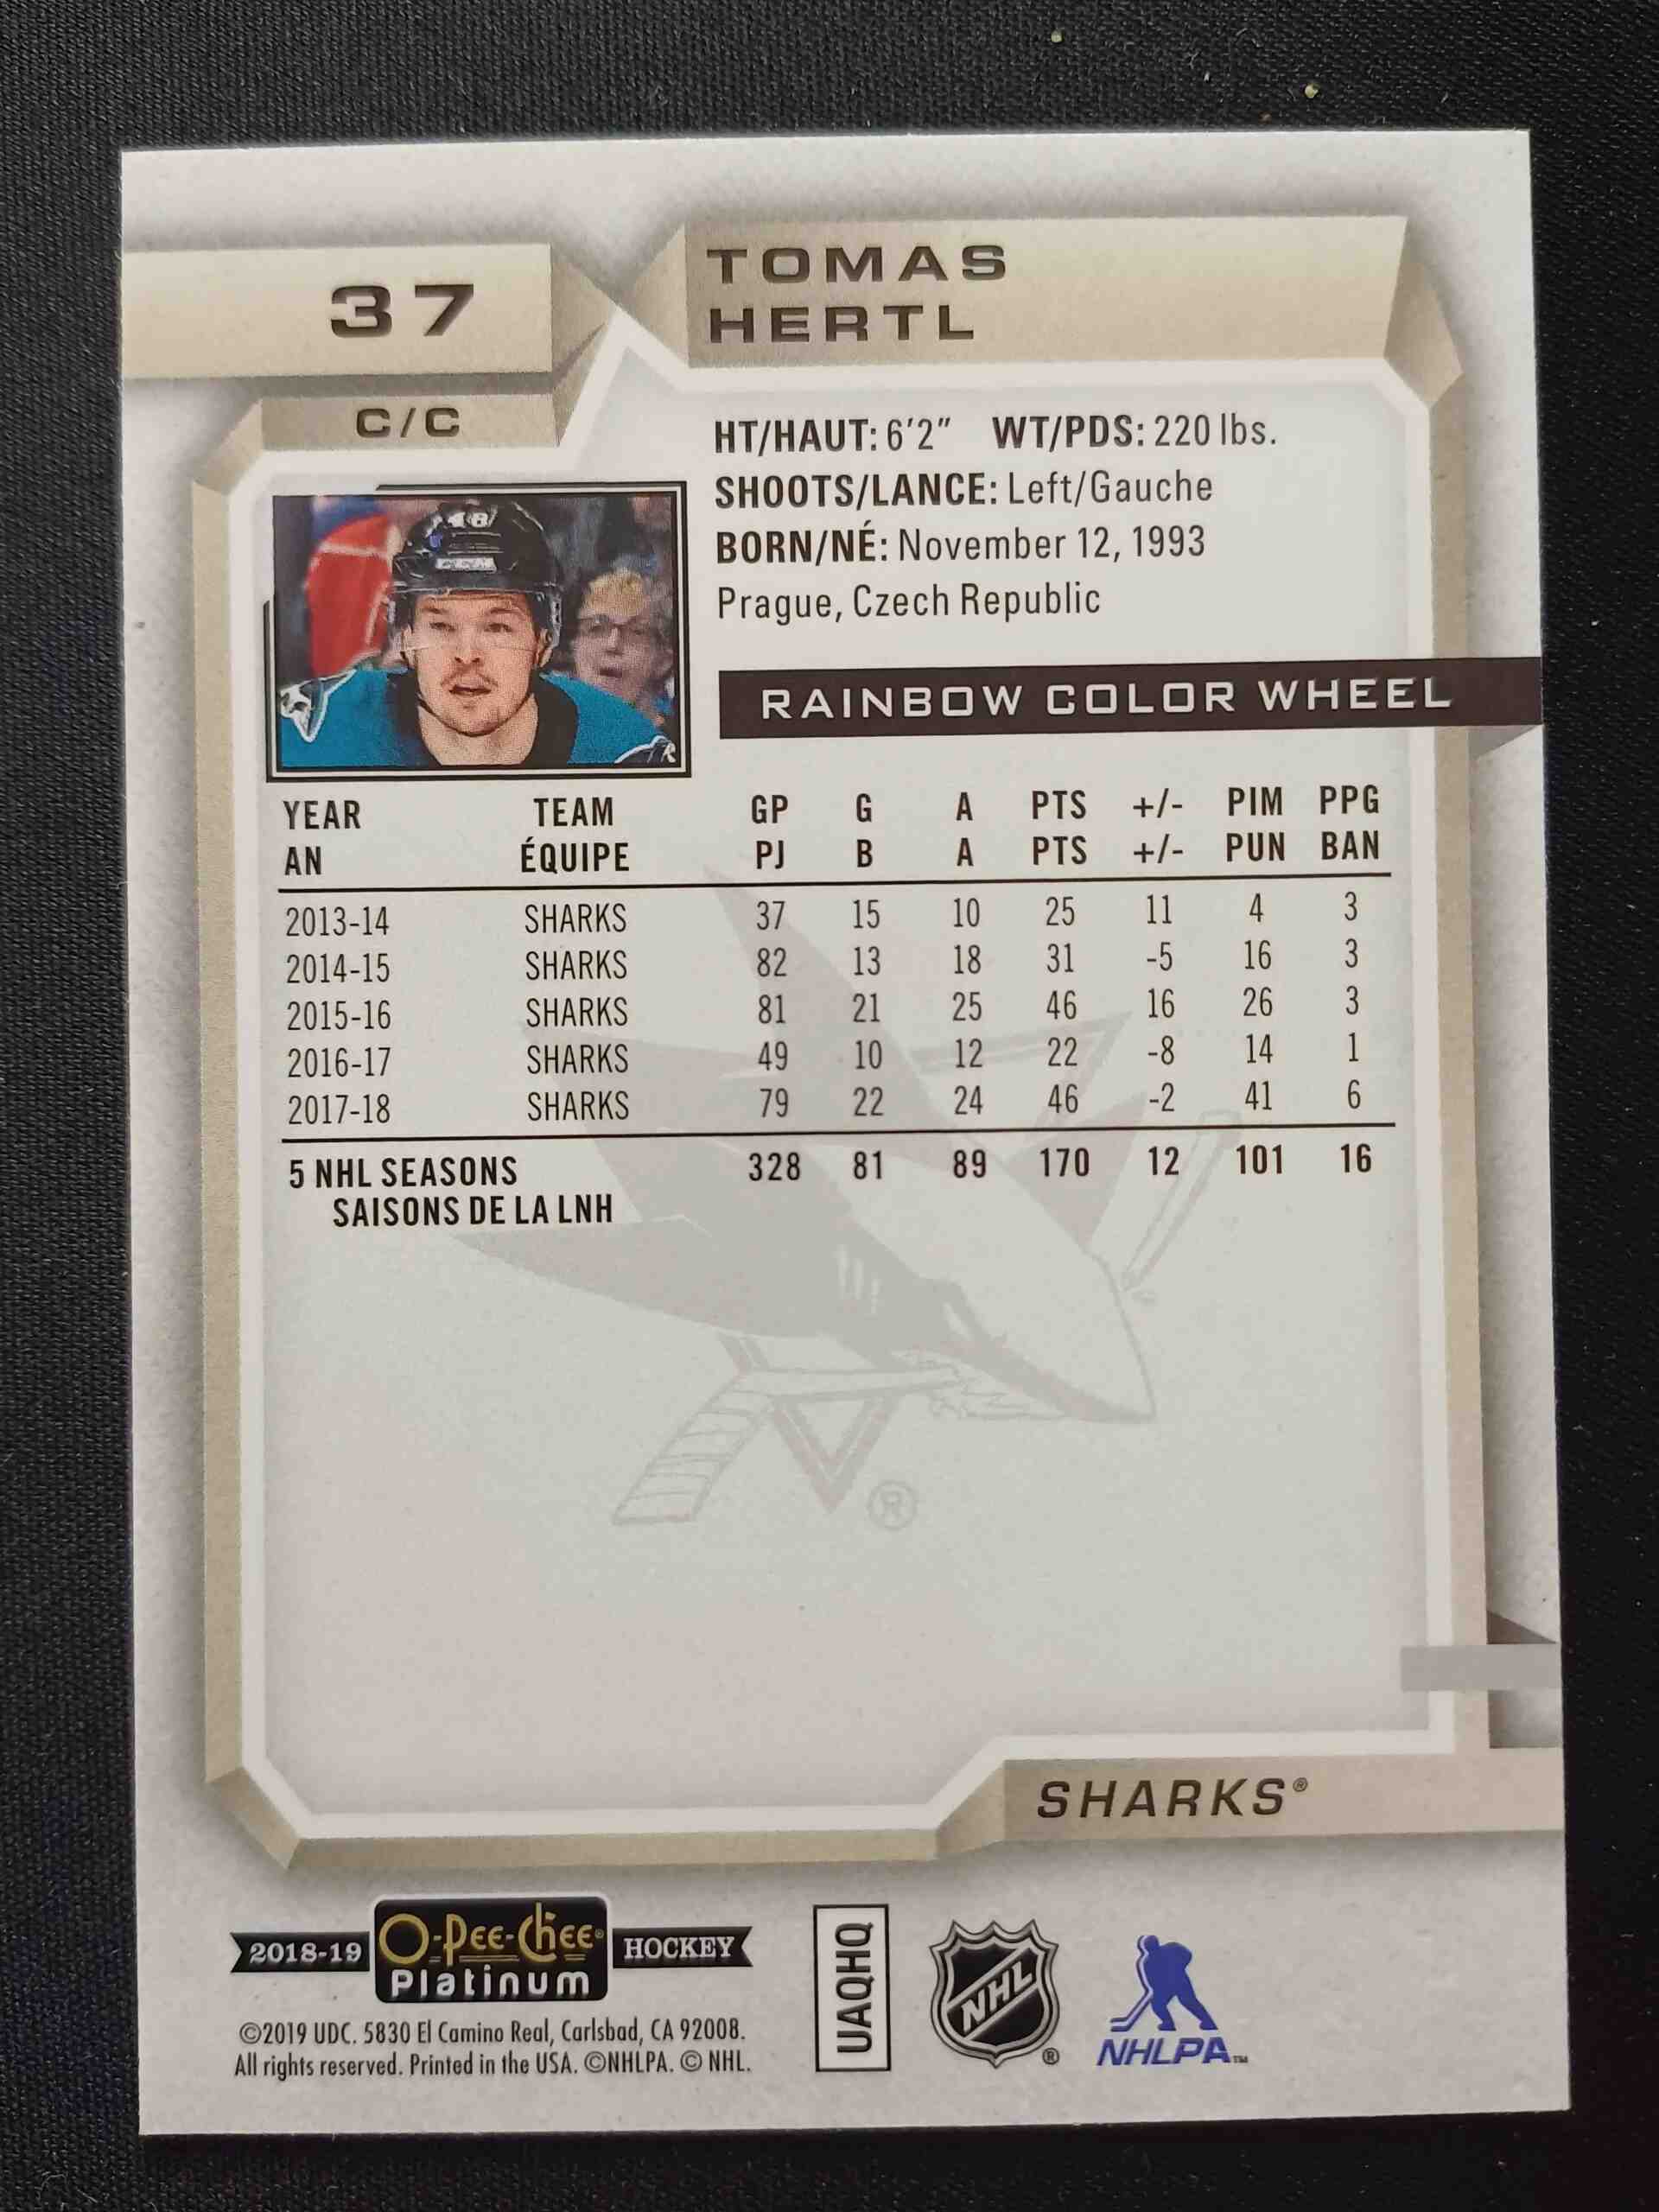 37
TOMAS
HERTL
C/C
HT/HAUT: 6'2" WT/PDS: 220 lbs.
SHOOTS/LANCE: Left/Gauche
BORN/NÉ: November 12, 1993
Prague, Czech Republic
48
CCM
RAINBOW COLOR WHEEL
YEAR TEAM GP G A PTS +/- PIM PPG
AN ÉQUIPE PJ B A PTS +/- PUN BAN
2013-14 SHARKS 37 15 10 25 11 4 3
2014-15 SHARKS 82 13 18 31 -5 16 3
2015-16 SHARKS 81 21 25 46 16 26 3
2016-17 SHARKS 49 10 12 22 -8 14 1
2017-18 SHARKS 79 22 24 46 -2 41 6
5 NHL SEASONS 328 81 89 170 12 101 16
SAISONS DE LA LNH
®
SHARKS®
2018-19 O-Pee-Chee® HOCKEY
Platinum
©2019 UDC. 5830 El Camino Real, Carlsbad, CA 92008.
All rights reserved. Printed in the USA. ©NHLPA. © NHL.
UAQHQ
NHL ®
NHLPA™